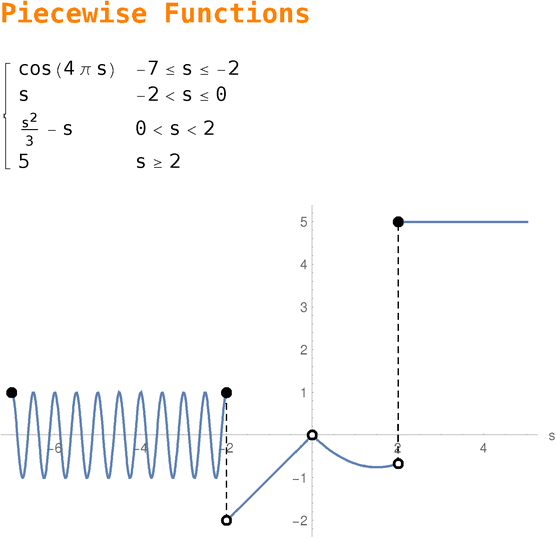 Piecewise Functions
cos(4 π s) -7 ≤ s ≤ -2
s -2 < s ≤ 0
s²/3 - s 0 < s < 2
5 s ≥ 2
5
4
3
2
1
-6 -4 -2 2 4 s
-1
-2